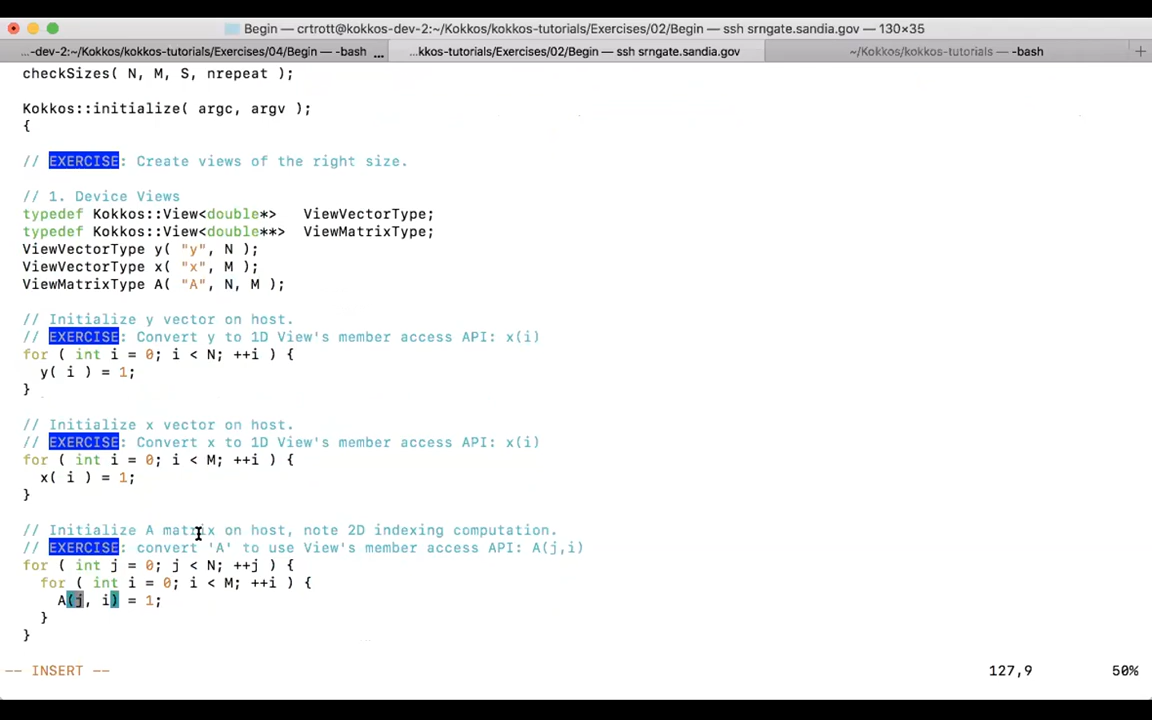 Begin — crtrott@kokkos-dev-2:~/Kokkos/kokkos-tutorials/Exercises/02/Begin — ssh srngate.sandia.gov — 130×35
...-dev-2:~/Kokkos/kokkos-tutorials/Exercises/04/Begin — -bash ...
...kkos-tutorials/Exercises/02/Begin — ssh srngate.sandia.gov
~/Kokkos/kokkos-tutorials — -bash
+
checkSizes( N, M, S, nrepeat );
Kokkos::initialize( argc, argv );
{
// EXERCISE: Create views of the right size.
// 1. Device Views
typedef Kokkos::View<double*>   ViewVectorType;
typedef Kokkos::View<double**>  ViewMatrixType;
ViewVectorType y( "y", N );
ViewVectorType x( "x", M );
ViewMatrixType A( "A", N, M );
// Initialize y vector on host.
// EXERCISE: Convert y to 1D View's member access API: x(i)
for ( int i = 0; i < N; ++i ) {
  y( i ) = 1;
}
// Initialize x vector on host.
// EXERCISE: Convert x to 1D View's member access API: x(i)
for ( int i = 0; i < M; ++i ) {
  x( i ) = 1;
}
// Initialize A matrix on host, note 2D indexing computation.
// EXERCISE: convert 'A' to use View's member access API: A(j,i)
for ( int j = 0; j < N; ++j ) {
  for ( int i = 0; i < M; ++i ) {
    A(j, i) = 1;
  }
}
-- INSERT --
127,9
50%